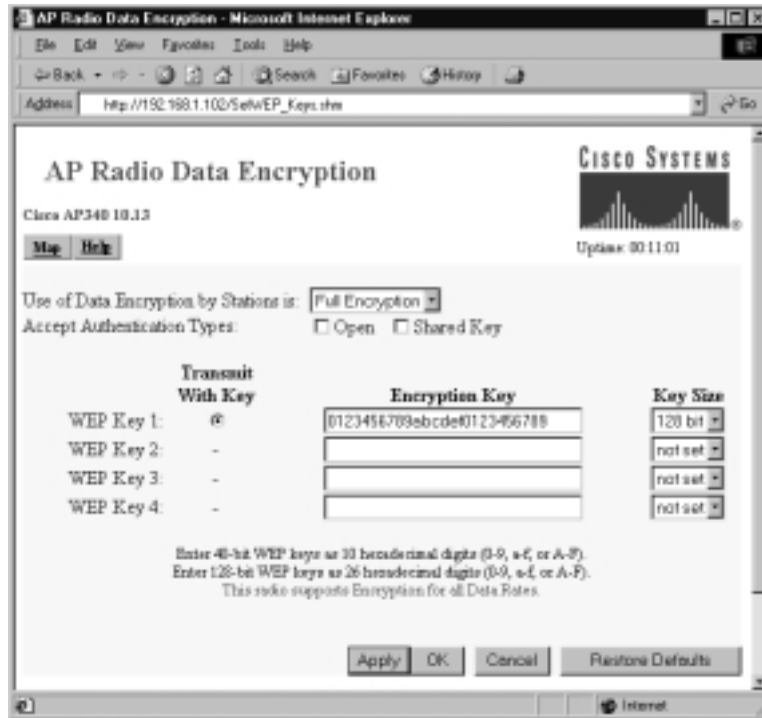 AP Radio Data Encryption - Microsoft Internet Explorer
File Edit View Favorites Tools Help
Back Search Favorites History
Address http://192.168.1.102/SetWEP_Keys.shm Go
AP Radio Data Encryption
CISCO SYSTEMS
Cisco AP340 10.13
Map Help
Uptime: 00:11:01
Use of Data Encryption by Stations is: Full Encryption
Accept Authentication Types: Open Shared Key
Transmit
With Key Encryption Key Key Size
WEP Key 1: 0123456789abcdef0123456789 128 bit
WEP Key 2: - not set
WEP Key 3: - not set
WEP Key 4: - not set
Enter 40-bit WEP keys as 10 hexadecimal digits (0-9, a-f, or A-F).
Enter 128-bit WEP keys as 26 hexadecimal digits (0-9, a-f, or A-F).
This radio supports Encryption for all Data Rates.
Apply OK Cancel Restore Defaults
Internet